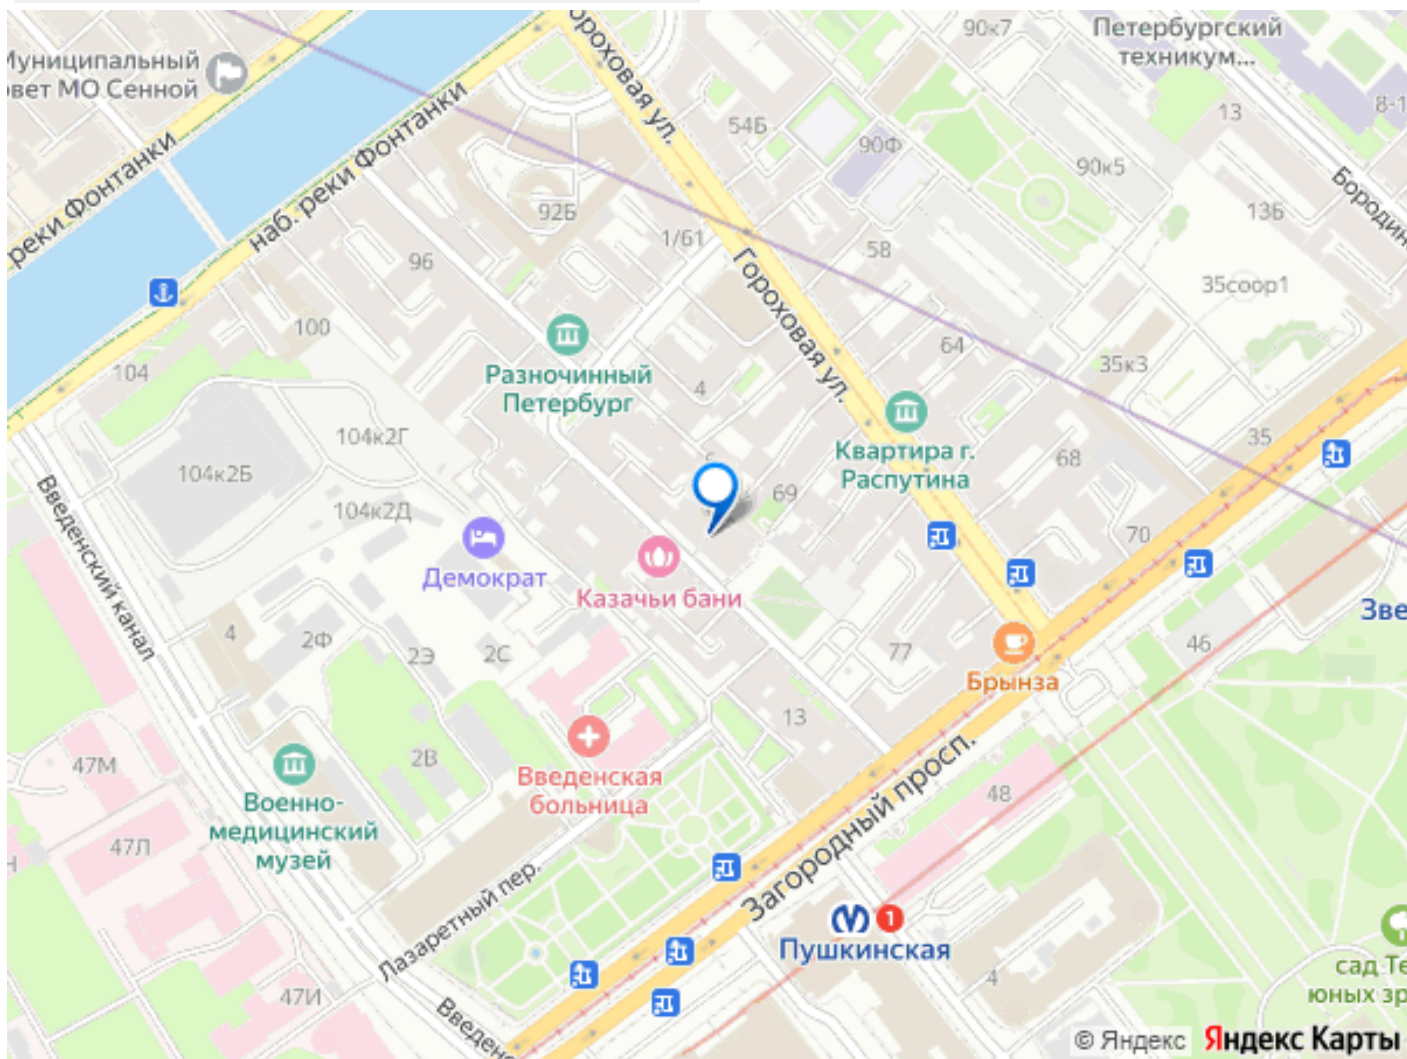 Муниципальный
овет МО Сенной
реки Фонтанки
наб. реки Фонтанки
Гороховая ул.
90к7
Петербургский
техникум...
8-1
13
54Б
90Ф
90к5
Бородин
13Б
92Б
1/61
58
96
35соор1
100
64
35к3
104
Разночинный
Петербург
4
Гороховая ул.
Квартира г.
Распутина
68
35
104к2Г
104к2Б
69
104к2Д
70
Введенский канал
Демократ
Казачьи бани
Зве
4
2Ф
2Э
2С
77
46
Брынза
13
47М
2В
Введенская
больница
Военно-
медицинский
музей
48
47Л
Загородный просп.
Лазаретный пер.
1
Пушкинская
4
47И
сад Те
юных зр
Введенс
© Яндекс Яндекс Карты